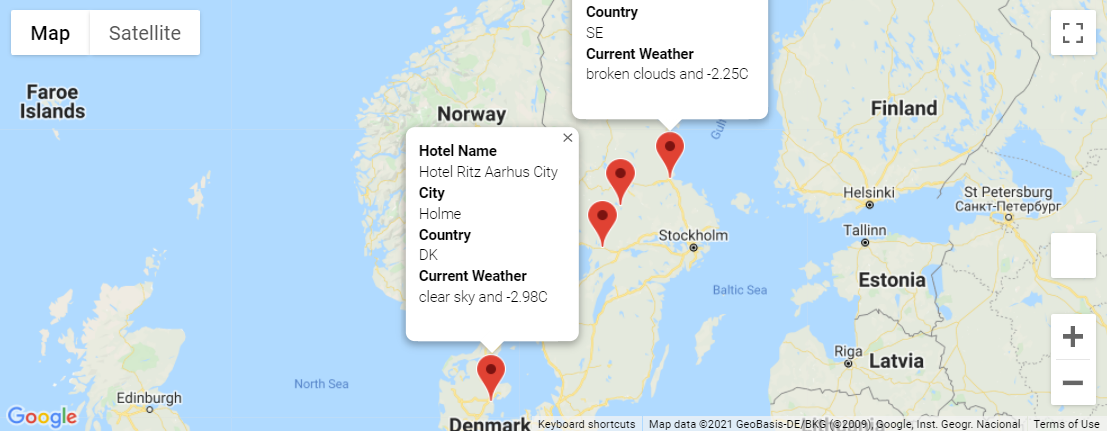 Map
Satellite
Country
SE
Current Weather
broken clouds and -2.25C
Faroe
Islands
Norway
Finland
Hotel Name
Hotel Ritz Aarhus City
City
Holme
Country
DK
Current Weather
clear sky and -2.98C
Helsinki
St Petersburg
Санкт-Петербург
Tallinn
Stockholm
Estonia
Baltic Sea
Riga
Latvia
North Sea
Edinburgh
Google
Denmark
Lithuania
Keyboard shortcuts
Map data ©2021 GeoBasis-DE/BKG (©2009), Google, Inst. Geogr. Nacional
Terms of Use